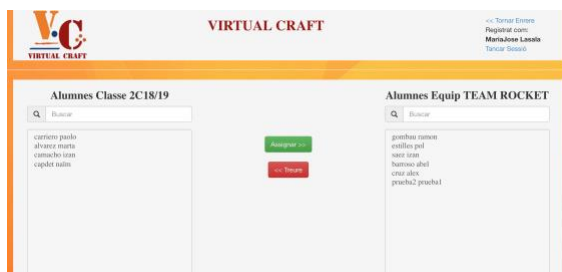 VIRTUAL CRAFT
VIRTUAL CRAFT
<< Tornar Enrere
Registrat com:
MariaJose Lasala
Tancar Sessió
Alumnes Classe 2C18/19
Buscar
carriero paolo
alvarez marta
camacho izan
capdet naïm
Assignar >>
<< Treure
Alumnes Equip TEAM ROCKET
Buscar
gombau ramon
estilles pol
saez izan
barroso abel
cruz alex
prueba2 prueba1